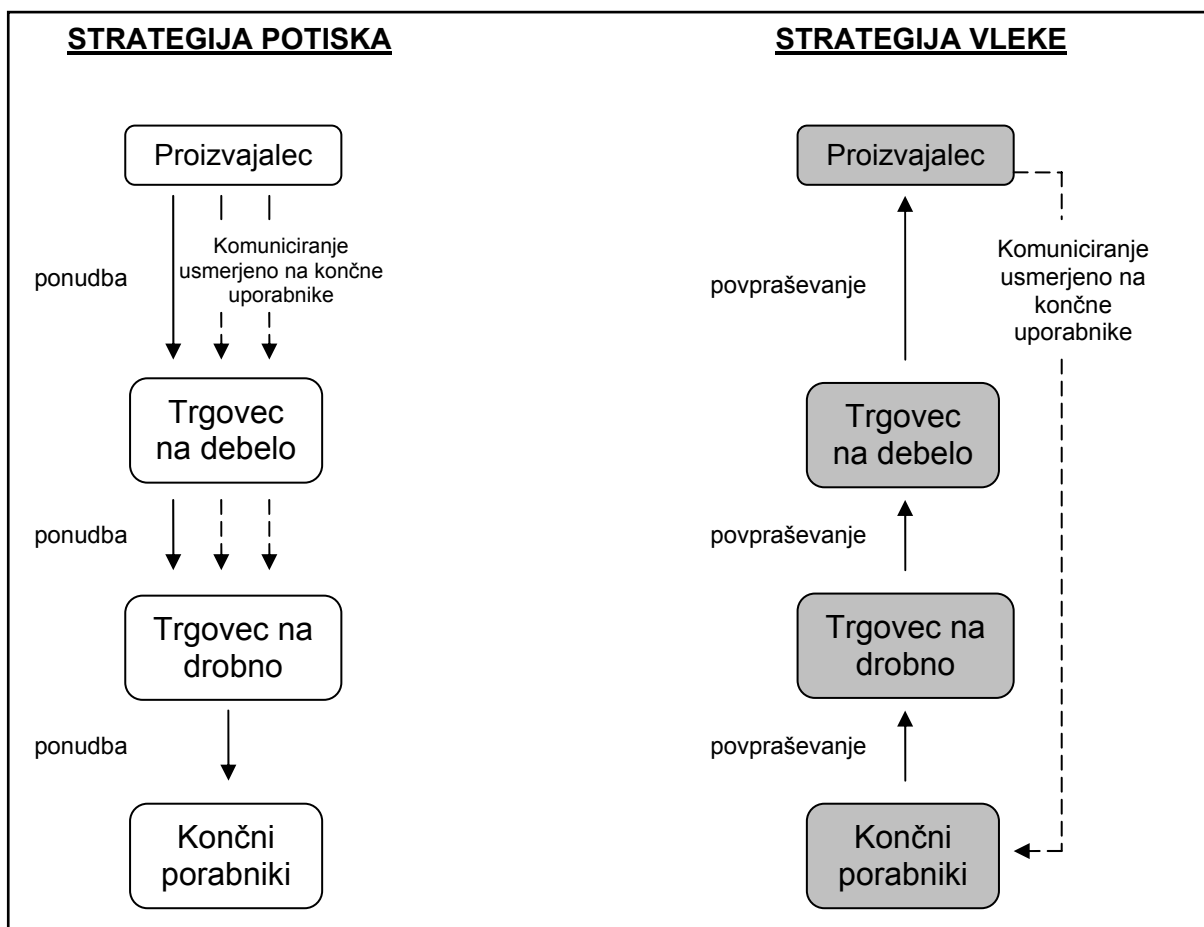 STRATEGIJA POTISKA
Proizvajalec
ponudba
Komuniciranje
usmerjeno na končne
uporabnike
Trgovec
na debelo
ponudba
Trgovec na
drobno
ponudba
Končni
porabniki
STRATEGIJA VLEKE
Proizvajalec
povpraševanje
Komuniciranje
usmerjeno na
končne
uporabnike
Trgovec
na debelo
povpraševanje
Trgovec na
drobno
povpraševanje
Končni
porabniki